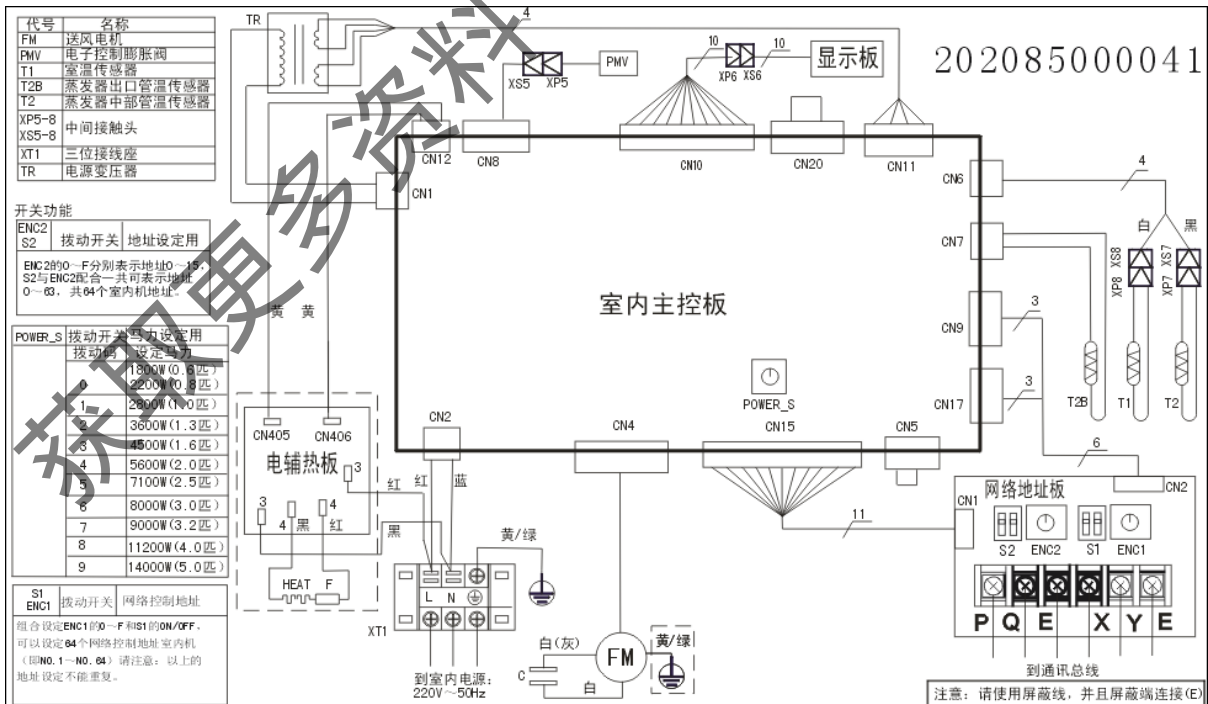 代号 名称
FM 送风电机
PMV 电子控制膨胀阀
T1 室温传感器
T2B 蒸发器出口管温传感器
T2 蒸发器中部管温传感器
XP5-8
XS5-8 中间接触头
XT1 三位接线座
TR 电源变压器
开关功能
ENC2
S2 拨动开关 地址设定用
ENC2的0～F分别表示地址0～15,
S2与ENC2配合一共可表示地址
0～63, 共64个室内机地址。
POWER_S 拨动开关 马力设定用
拨动码 设定马力
1800W(0.6匹)
0 2200W(0.8匹)
1 2800W(1.0匹)
2 3600W(1.3匹)
3 4500W(1.6匹)
4 5600W(2.0匹)
5 7100W(2.5匹)
6 8000W(3.0匹)
7 9000W(3.2匹)
8 11200W(4.0匹)
9 14000W(5.0匹)
S1
ENC1 拨动开关 网络控制地址
组合设定ENC1的0～F和S1的ON/OFF,
可以设定64个网络控制地址室内机
(即NO.1～NO.64) 请注意: 以上的
地址设定不能重复。
TR
4
XS5 XP5
PMV
10 10
XP6 XS6
显示板
202085000041
CN12
CN8
CN10
CN20
CN11
CN1
CN6
4
白 黑
XP8 XS8
XP7 XS7
CN7
CN9
3
CN17
3
T2B
T1
T2
6
室内主控板
POWER_S
黄 黄
CN2
CN4
CN15
CN5
CN405
CN406
电辅热板
3
3
4
黑
4
红
HEAT F
红 红 蓝
黑
黄/绿
L N
XT1
到室内电源:
220V～50Hz
白(灰)
C
白
FM
黄/绿
11
CN1
网络地址板
CN2
S2 ENC2 S1 ENC1
P Q E X Y E
到通讯总线
注意: 请使用屏蔽线, 并且屏蔽端连接(E)
获取更多资料